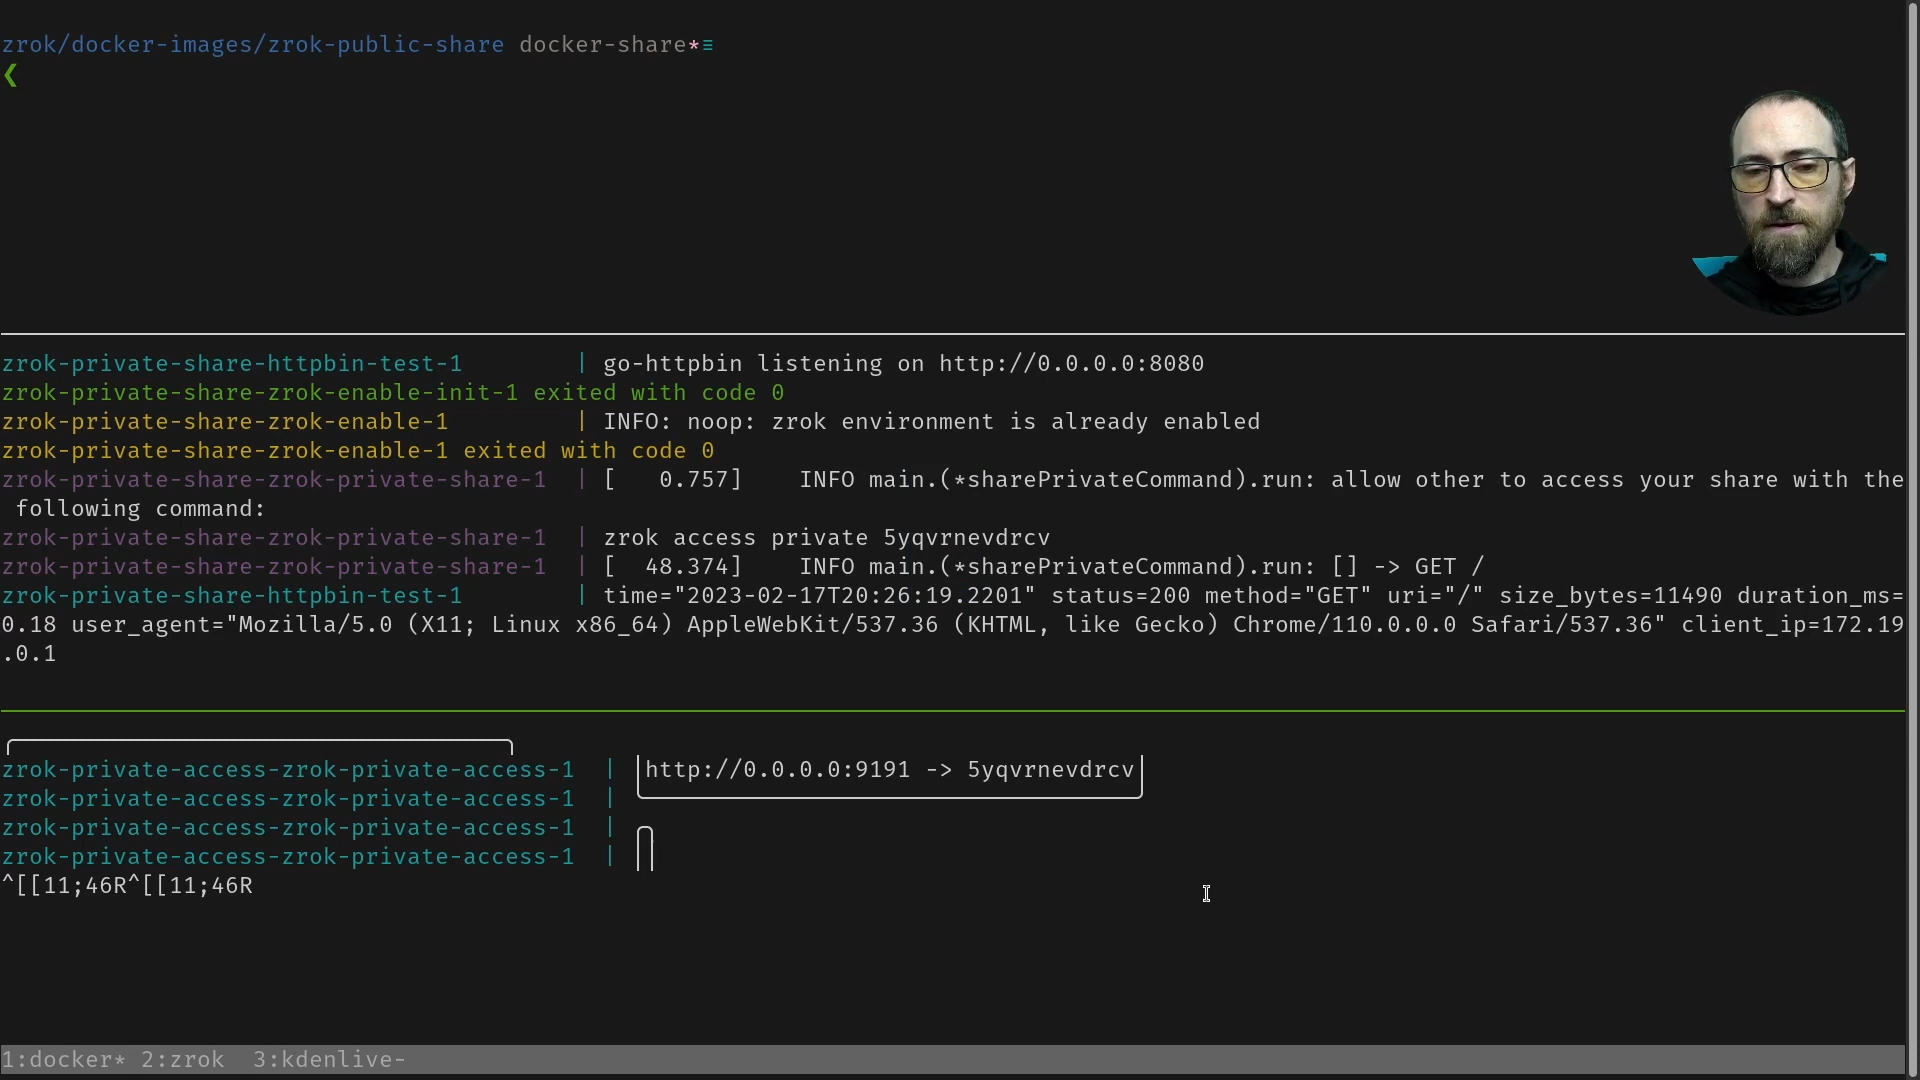 zrok/docker-images/zrok-public-share docker-share*≡
❮
zrok-private-share-httpbin-test-1 | go-httpbin listening on http://0.0.0.0:8080
zrok-private-share-zrok-enable-init-1 exited with code 0
zrok-private-share-zrok-enable-1 | INFO: noop: zrok environment is already enabled
zrok-private-share-zrok-enable-1 exited with code 0
zrok-private-share-zrok-private-share-1 | [ 0.757] INFO main.(*sharePrivateCommand).run: allow other to access your share with the
following command:
zrok-private-share-zrok-private-share-1 | zrok access private 5yqvrnevdrcv
zrok-private-share-zrok-private-share-1 | [ 48.374] INFO main.(*sharePrivateCommand).run: [] -> GET /
zrok-private-share-httpbin-test-1 | time="2023-02-17T20:26:19.2201" status=200 method="GET" uri="/" size_bytes=11490 duration_ms=
0.18 user_agent="Mozilla/5.0 (X11; Linux x86_64) AppleWebKit/537.36 (KHTML, like Gecko) Chrome/110.0.0.0 Safari/537.36" client_ip=172.19
.0.1
zrok-private-access-zrok-private-access-1 | http://0.0.0.0:9191 -> 5yqvrnevdrcv
zrok-private-access-zrok-private-access-1 |
zrok-private-access-zrok-private-access-1 |
zrok-private-access-zrok-private-access-1 |
^[[11;46R^[[11;46R
1:docker* 2:zrok 3:kdenlive-